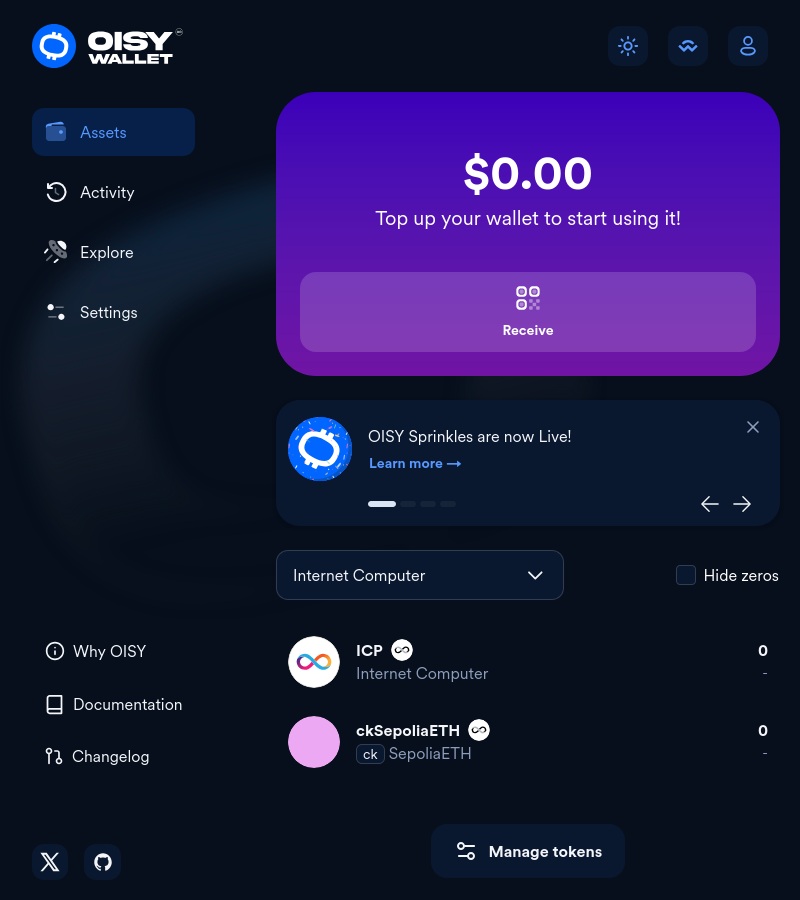 OISY
WALLET
Assets
Activity
Explore
Settings
$0.00
Top up your wallet to start using it!
Receive
OISY Sprinkles are now Live!
Learn more →
Internet Computer
Hide zeros
ICP
0
Internet Computer
-
ckSepoliaETH
0
ck SepoliaETH
-
Why OISY
Documentation
Changelog
Manage tokens